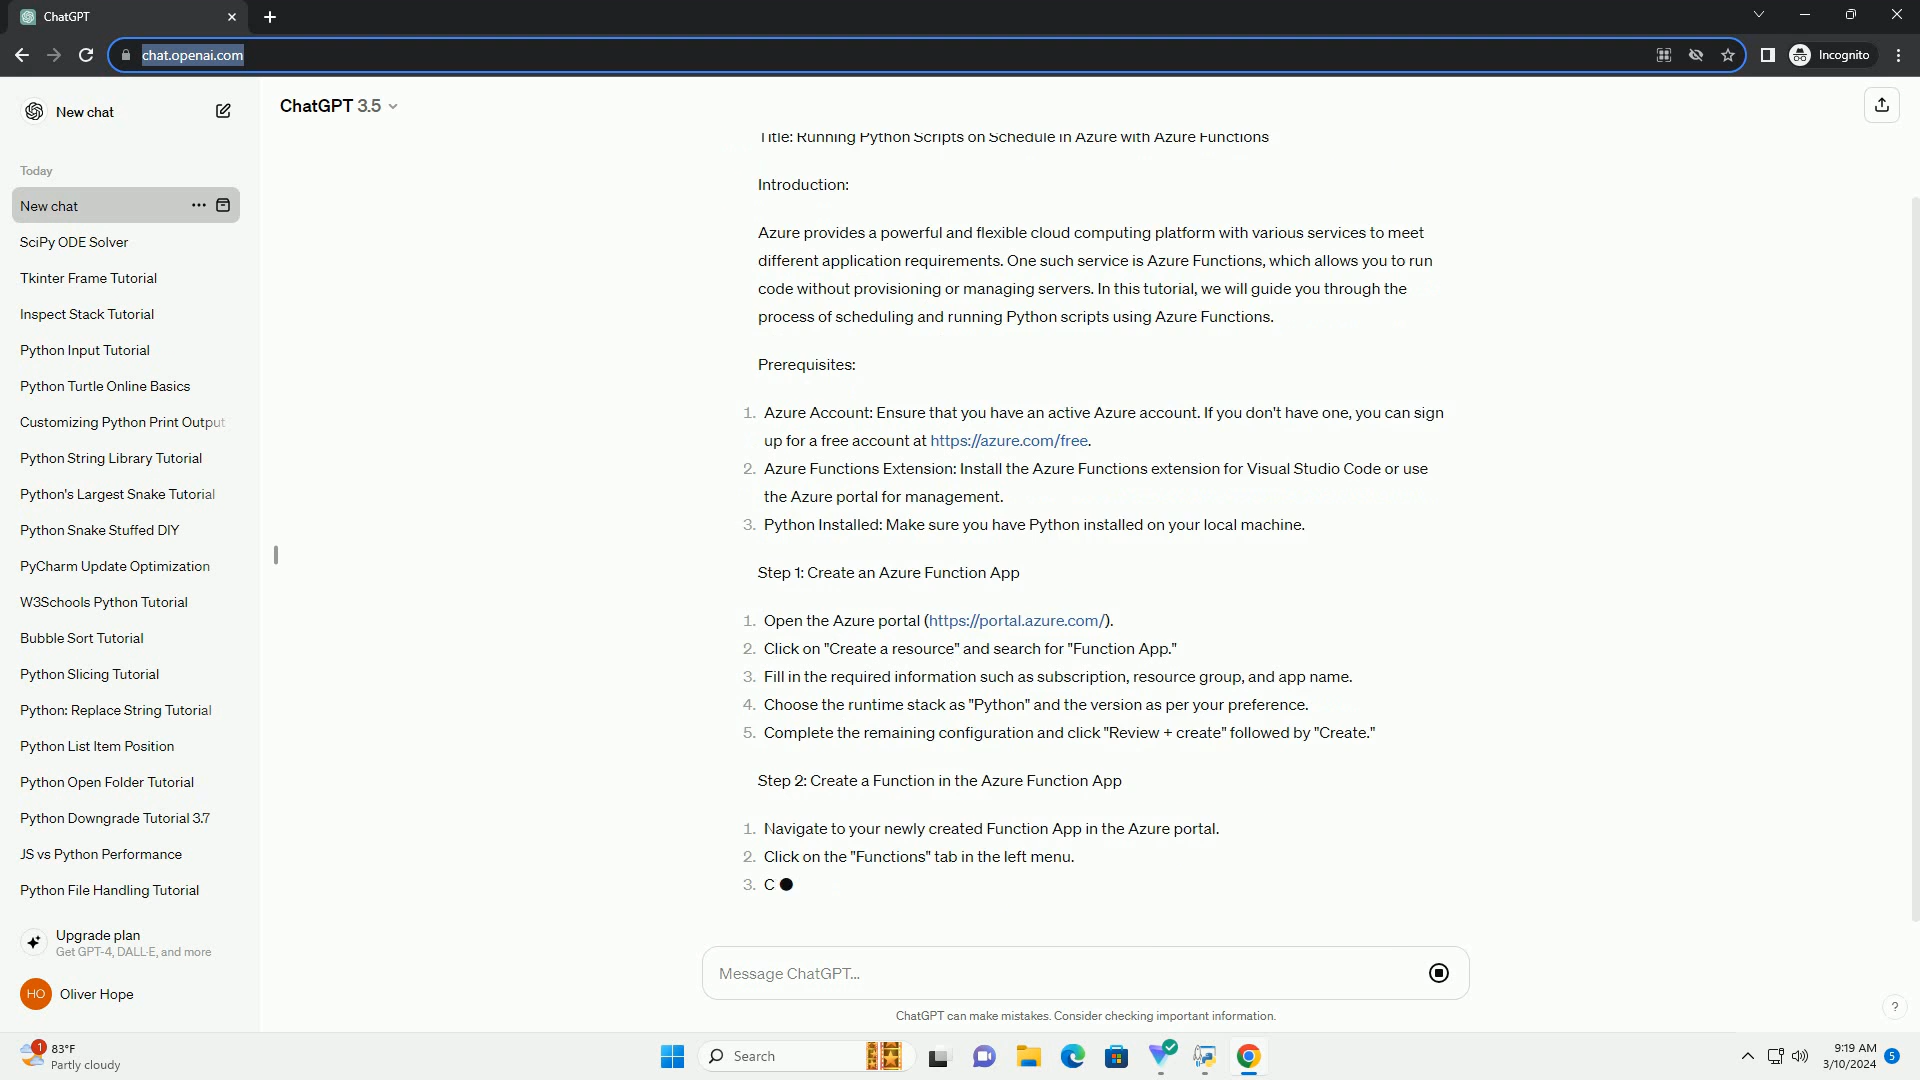 ChatGPT
chat.openai.com
Incognito
New chat
Today
New chat
SciPy ODE Solver
Tkinter Frame Tutorial
Inspect Stack Tutorial
Python Input Tutorial
Python Turtle Online Basics
Customizing Python Print Output
Python String Library Tutorial
Python's Largest Snake Tutorial
Python Snake Stuffed DIY
PyCharm Update Optimization
W3Schools Python Tutorial
Bubble Sort Tutorial
Python Slicing Tutorial
Python: Replace String Tutorial
Python List Item Position
Python Open Folder Tutorial
Python Downgrade Tutorial 3.7
JS vs Python Performance
Python File Handling Tutorial
Upgrade plan
Get GPT-4, DALL·E, and more
HO
Oliver Hope
ChatGPT 3.5
Title: Running Python Scripts on Schedule in Azure with Azure Functions
Introduction:
Azure provides a powerful and flexible cloud computing platform with various services to meet
different application requirements. One such service is Azure Functions, which allows you to run
code without provisioning or managing servers. In this tutorial, we will guide you through the
process of scheduling and running Python scripts using Azure Functions.
Prerequisites:
1. Azure Account: Ensure that you have an active Azure account. If you don't have one, you can sign
up for a free account at https://azure.com/free.
2. Azure Functions Extension: Install the Azure Functions extension for Visual Studio Code or use
the Azure portal for management.
3. Python Installed: Make sure you have Python installed on your local machine.
Step 1: Create an Azure Function App
1. Open the Azure portal (https://portal.azure.com/).
2. Click on "Create a resource" and search for "Function App."
3. Fill in the required information such as subscription, resource group, and app name.
4. Choose the runtime stack as "Python" and the version as per your preference.
5. Complete the remaining configuration and click "Review + create" followed by "Create."
Step 2: Create a Function in the Azure Function App
1. Navigate to your newly created Function App in the Azure portal.
2. Click on the "Functions" tab in the left menu.
3. C
Message ChatGPT...
ChatGPT can make mistakes. Consider checking important information.
?
1
83°F
Partly cloudy
Search
9:19 AM
3/10/2024
5